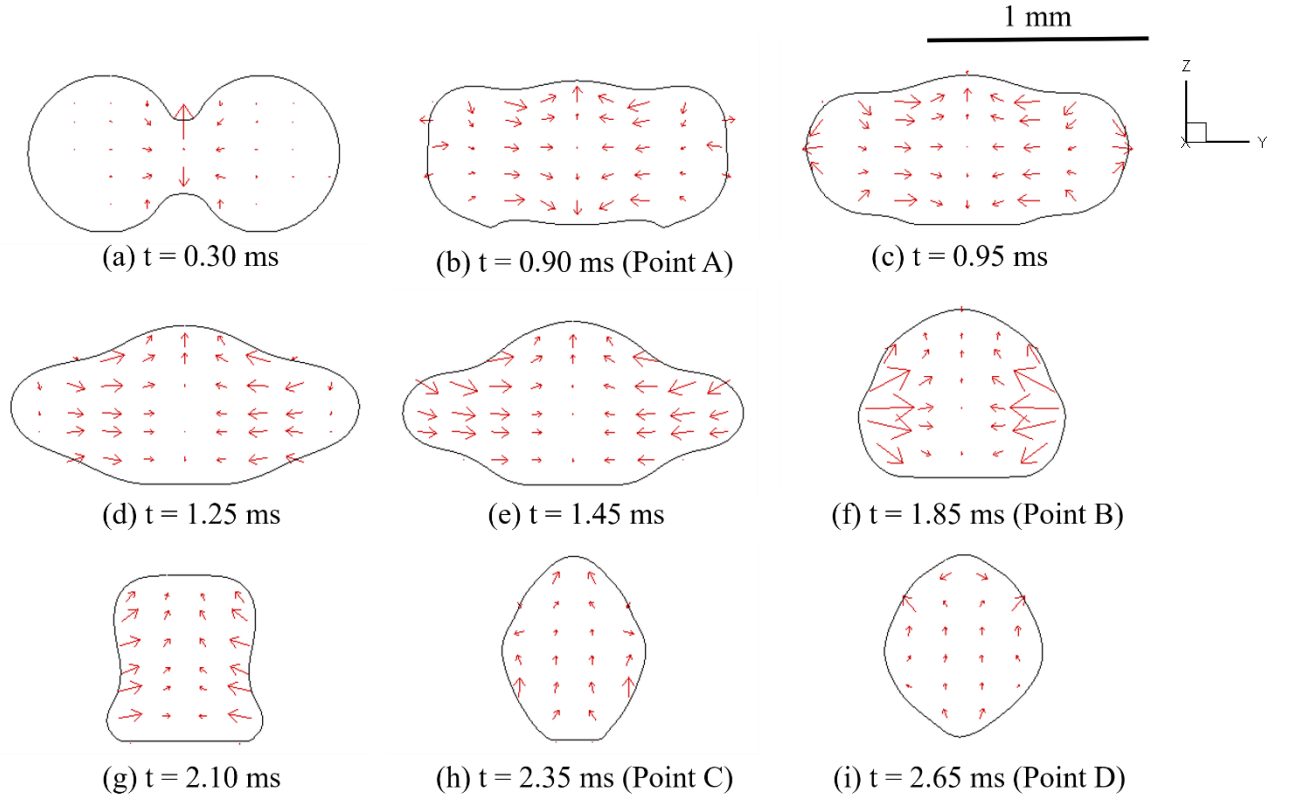 1 mm
Z
X
Y
(a) t = 0.30 ms
(b) t = 0.90 ms (Point A)
(c) t = 0.95 ms
(d) t = 1.25 ms
(e) t = 1.45 ms
(f) t = 1.85 ms (Point B)
(g) t = 2.10 ms
(h) t = 2.35 ms (Point C)
(i) t = 2.65 ms (Point D)